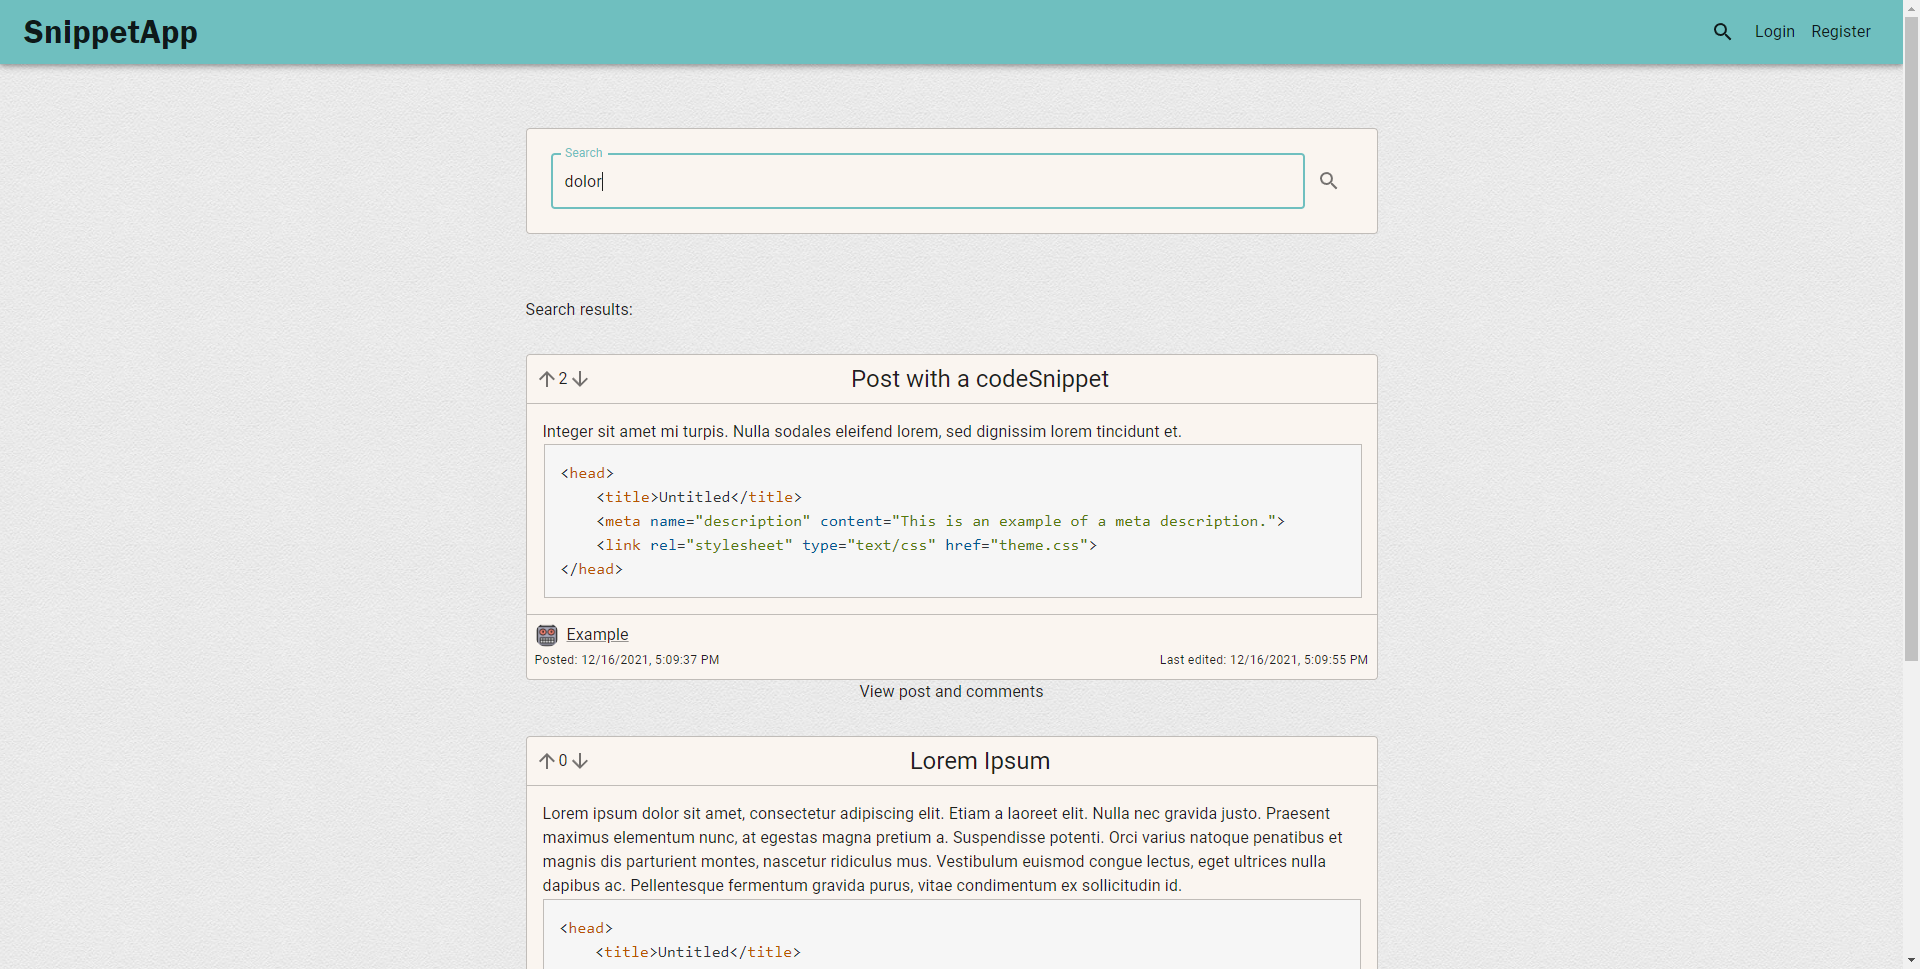 SnippetApp
Login Register
Search
dolor
Search results:
2 Post with a codeSnippet
Integer sit amet mi turpis. Nulla sodales eleifend lorem, sed dignissim lorem tincidunt et.
<head>
    <title>Untitled</title>
    <meta name="description" content="This is an example of a meta description.">
    <link rel="stylesheet" type="text/css" href="theme.css">
</head>
Example
Posted: 12/16/2021, 5:09:37 PM Last edited: 12/16/2021, 5:09:55 PM
View post and comments
0 Lorem Ipsum
Lorem ipsum dolor sit amet, consectetur adipiscing elit. Etiam a laoreet elit. Nulla nec gravida justo. Praesent
maximus elementum nunc, at egestas magna pretium a. Suspendisse potenti. Orci varius natoque penatibus et
magnis dis parturient montes, nascetur ridiculus mus. Vestibulum euismod congue lectus, eget ultrices nulla
dapibus ac. Pellentesque fermentum gravida purus, vitae condimentum ex sollicitudin id.
<head>
    <title>Untitled</title>